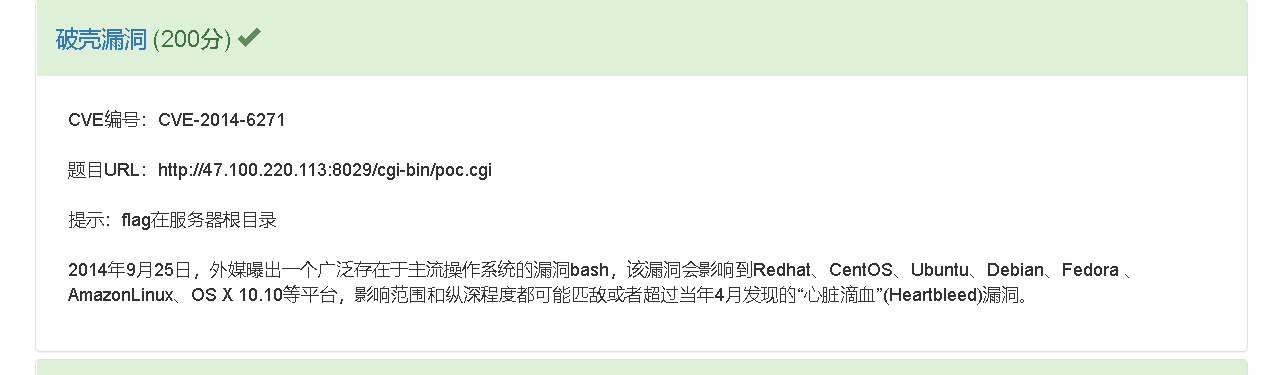 破壳漏洞 (200分) ✔
CVE编号：CVE-2014-6271
题目URL：http://47.100.220.113:8029/cgi-bin/poc.cgi
提示：flag在服务器根目录
2014年9月25日，外媒曝出一个广泛存在于主流操作系统的漏洞bash，该漏洞会影响到Redhat、CentOS、Ubuntu、Debian、Fedora 、
AmazonLinux、OS X 10.10等平台，影响范围和纵深程度都可能匹敌或者超过当年4月发现的“心脏滴血”(Heartbleed)漏洞。